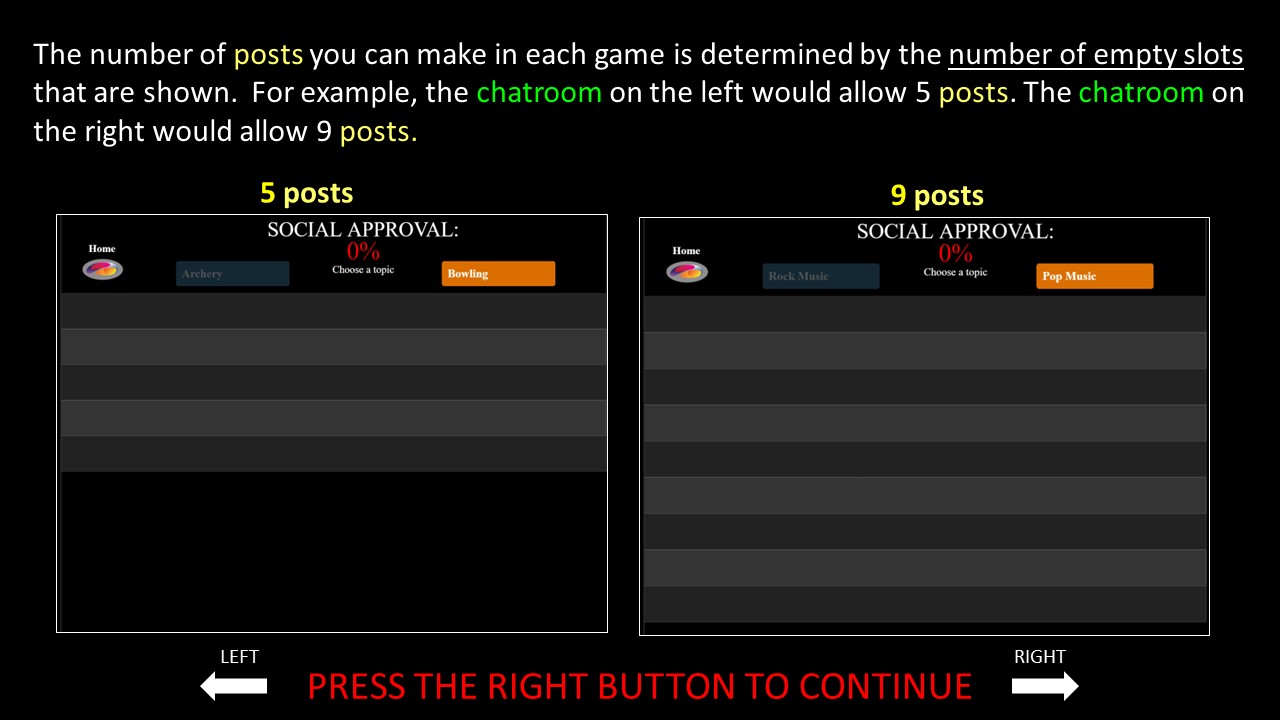 The number of posts you can make in each game is determined by the number of empty slots
that are shown.  For example, the chatroom on the left would allow 5 posts. The chatroom on
the right would allow 9 posts.
5 posts
9 posts
SOCIAL APPROVAL:
0%
Home
Choose a topic
Archery
Bowling
SOCIAL APPROVAL:
0%
Home
Choose a topic
Rock Music
Pop Music
LEFT
RIGHT
PRESS THE RIGHT BUTTON TO CONTINUE